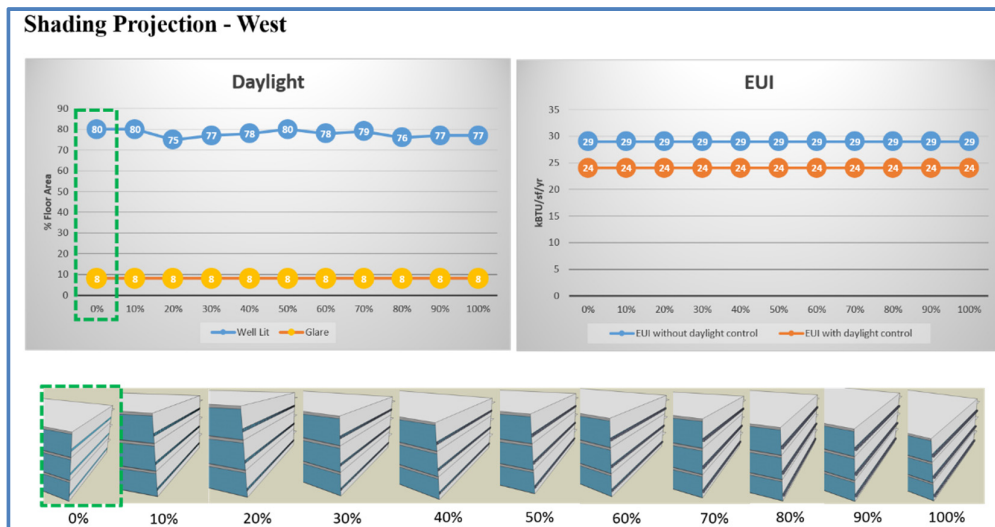 Shading Projection - West
Daylight
% Floor Area
90
80
70
60
50
40
30
20
10
0
80 80 75 77 78 80 78 79 76 77 77
8 8 8 8 8 8 8 8 8 8 8
0% 10% 20% 30% 40% 50% 60% 70% 80% 90% 100%
Well Lit Glare
EUI
kBTU/sf/yr
35
30
25
20
15
10
5
0
29 29 29 29 29 29 29 29 29 29 29
24 24 24 24 24 24 24 24 24 24 24
0% 10% 20% 30% 40% 50% 60% 70% 80% 90% 100%
EUI without daylight control EUI with daylight control
0% 10% 20% 30% 40% 50% 60% 70% 80% 90% 100%